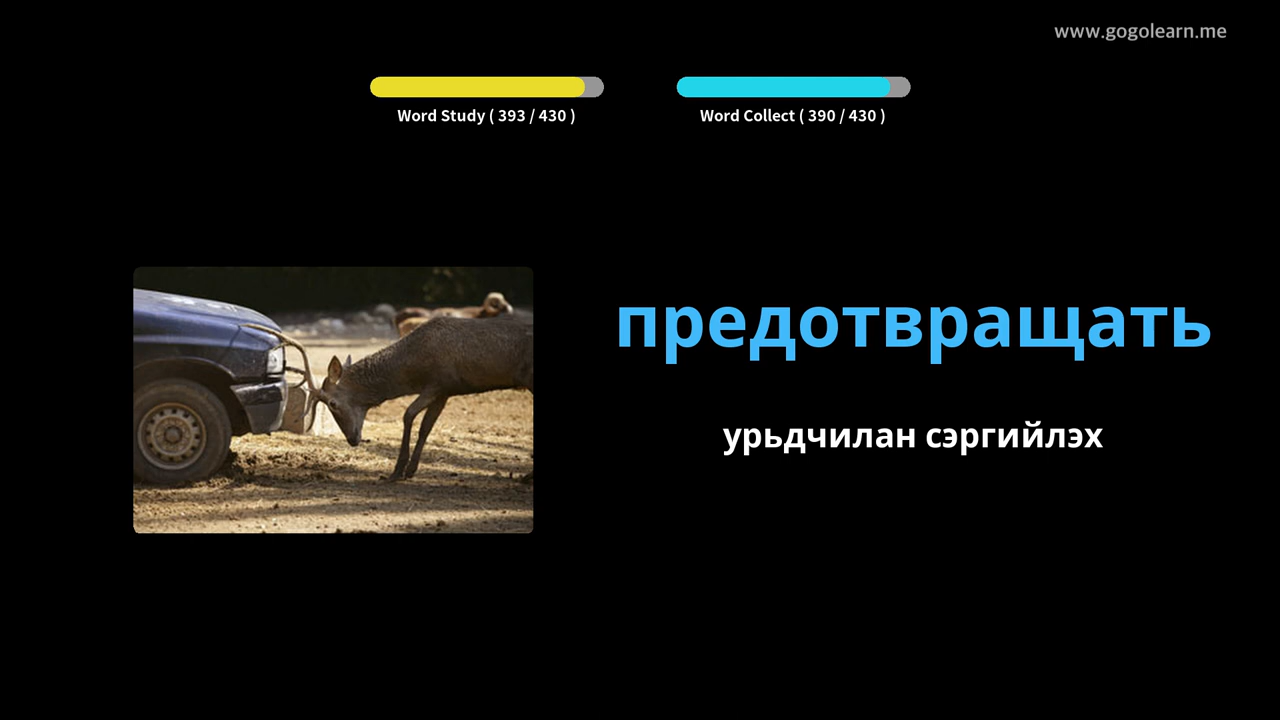 www.gogolearn.me
Word Study ( 393 / 430 )
Word Collect ( 390 / 430 )
предотвращать
урьдчилан сэргийлэх